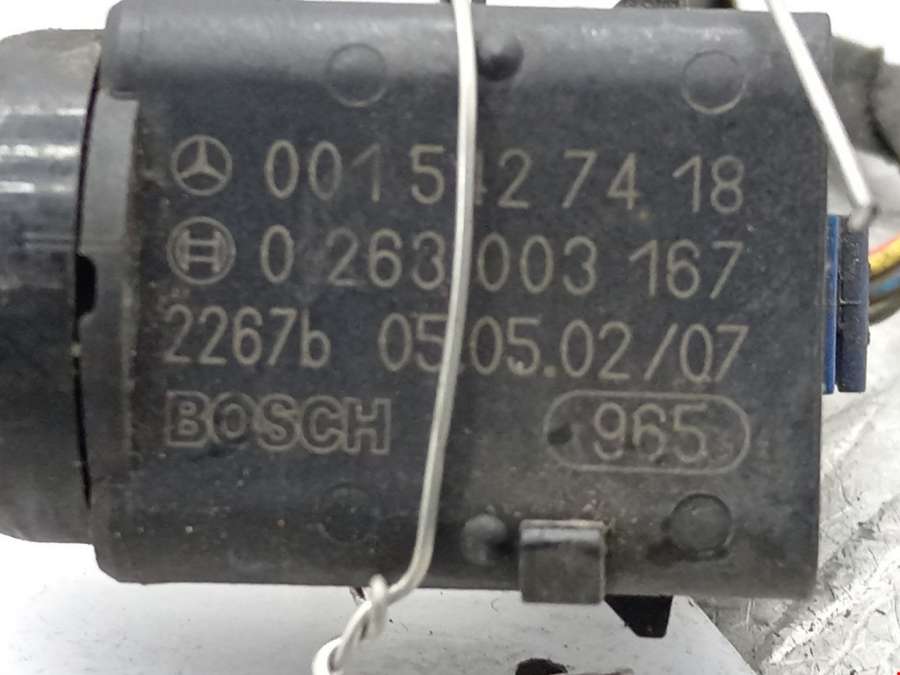 001 542 74 18
0 263 003 167
2267b 05.05.02/07
BOSCH 965